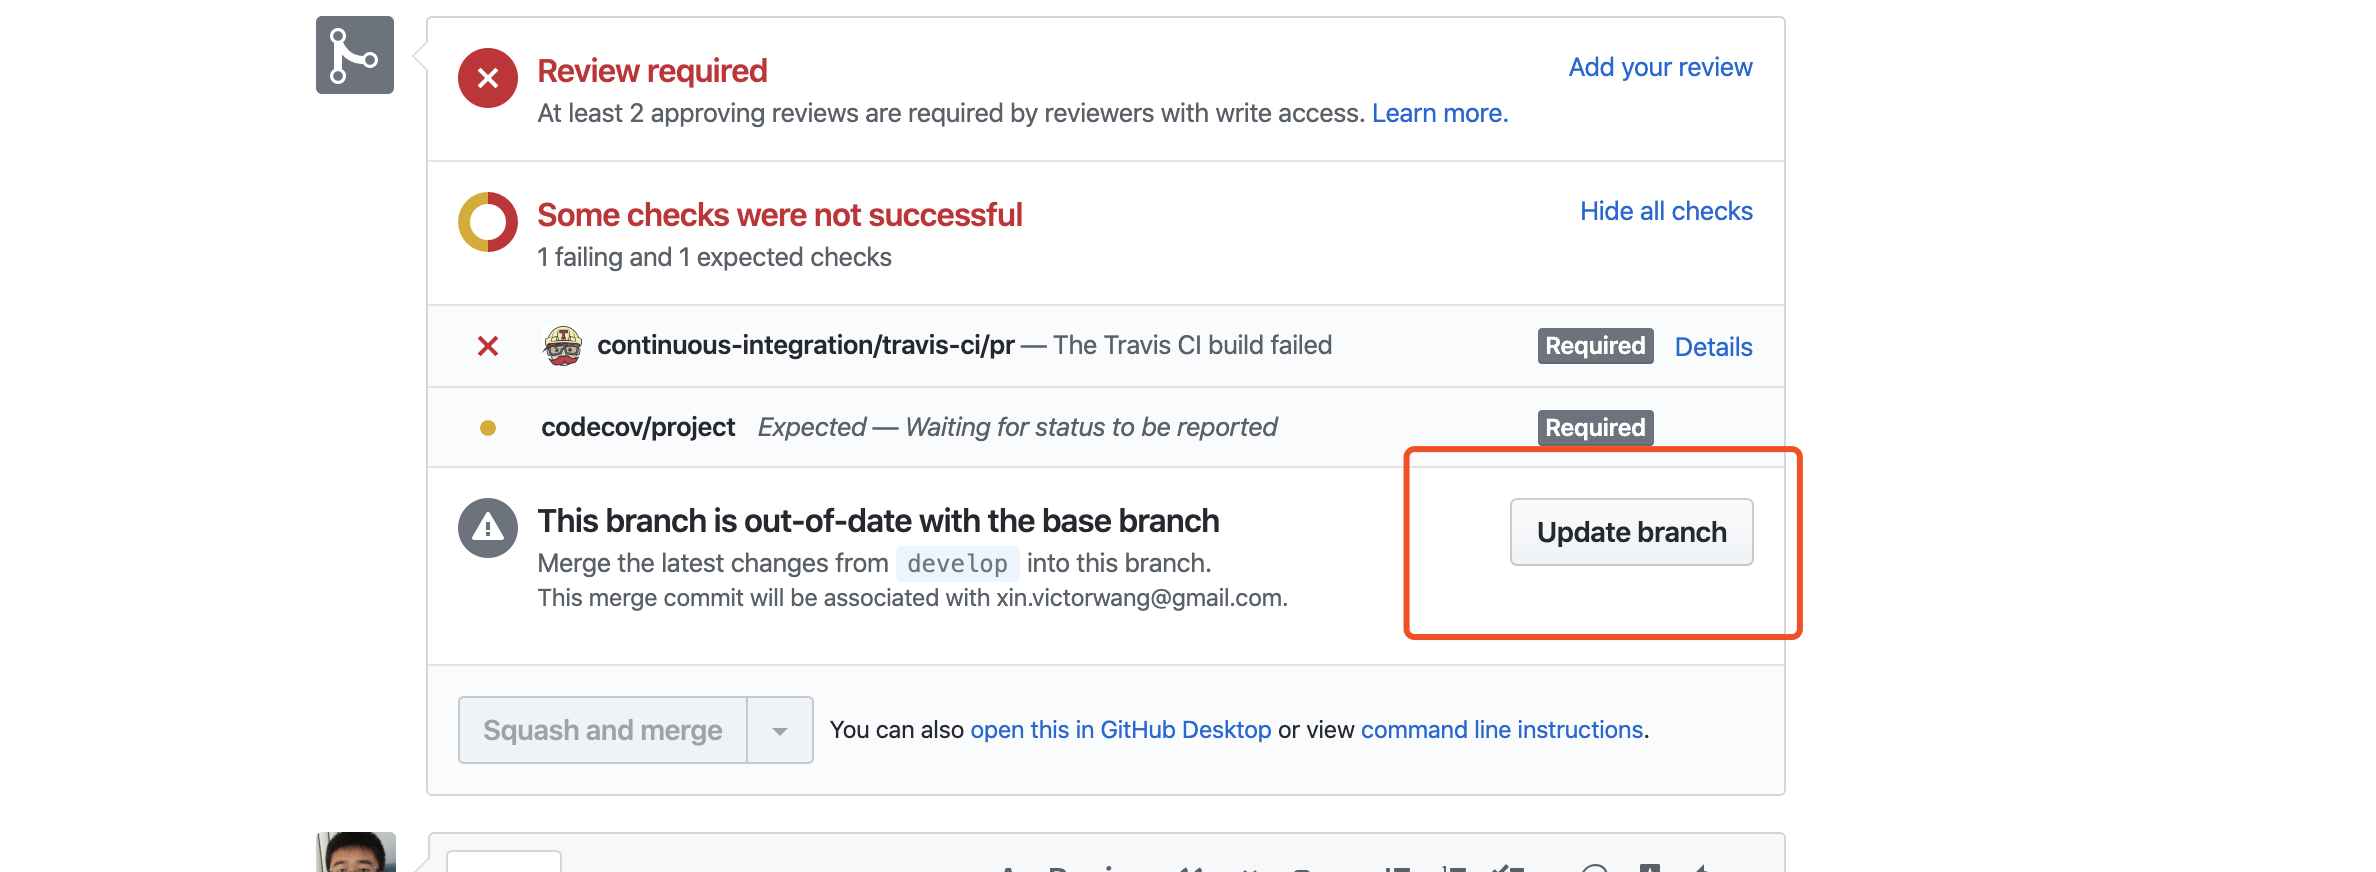 Review required
Add your review
At least 2 approving reviews are required by reviewers with write access. Learn more.
Some checks were not successful
Hide all checks
1 failing and 1 expected checks
continuous-integration/travis-ci/pr — The Travis CI build failed
Required
Details
codecov/project Expected — Waiting for status to be reported
Required
This branch is out-of-date with the base branch
Update branch
Merge the latest changes from develop into this branch.
This merge commit will be associated with xin.victorwang@gmail.com.
Squash and merge
You can also open this in GitHub Desktop or view command line instructions.